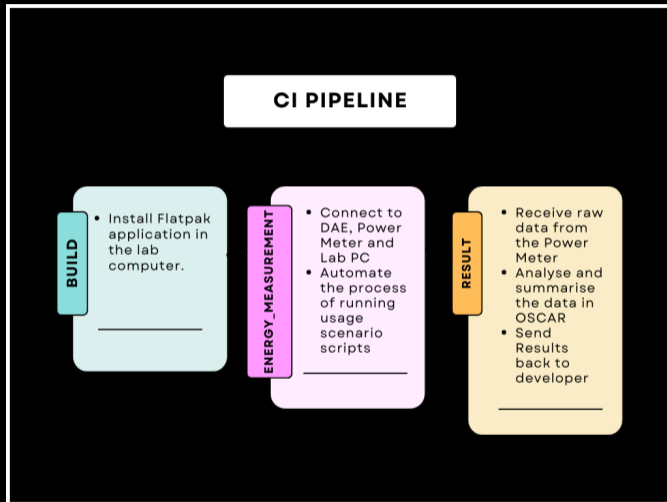 CI PIPELINE
BUILD
• Install Flatpak
application in
the lab
computer.
ENERGY_MEASUREMENT
• Connect to
DAE, Power
Meter and
Lab PC
• Automate
the process
of running
usage
scenario
scripts
RESULT
• Receive raw
data from
the Power
Meter
• Analyse and
summarise
the data in
OSCAR
• Send
Results
back to
developer